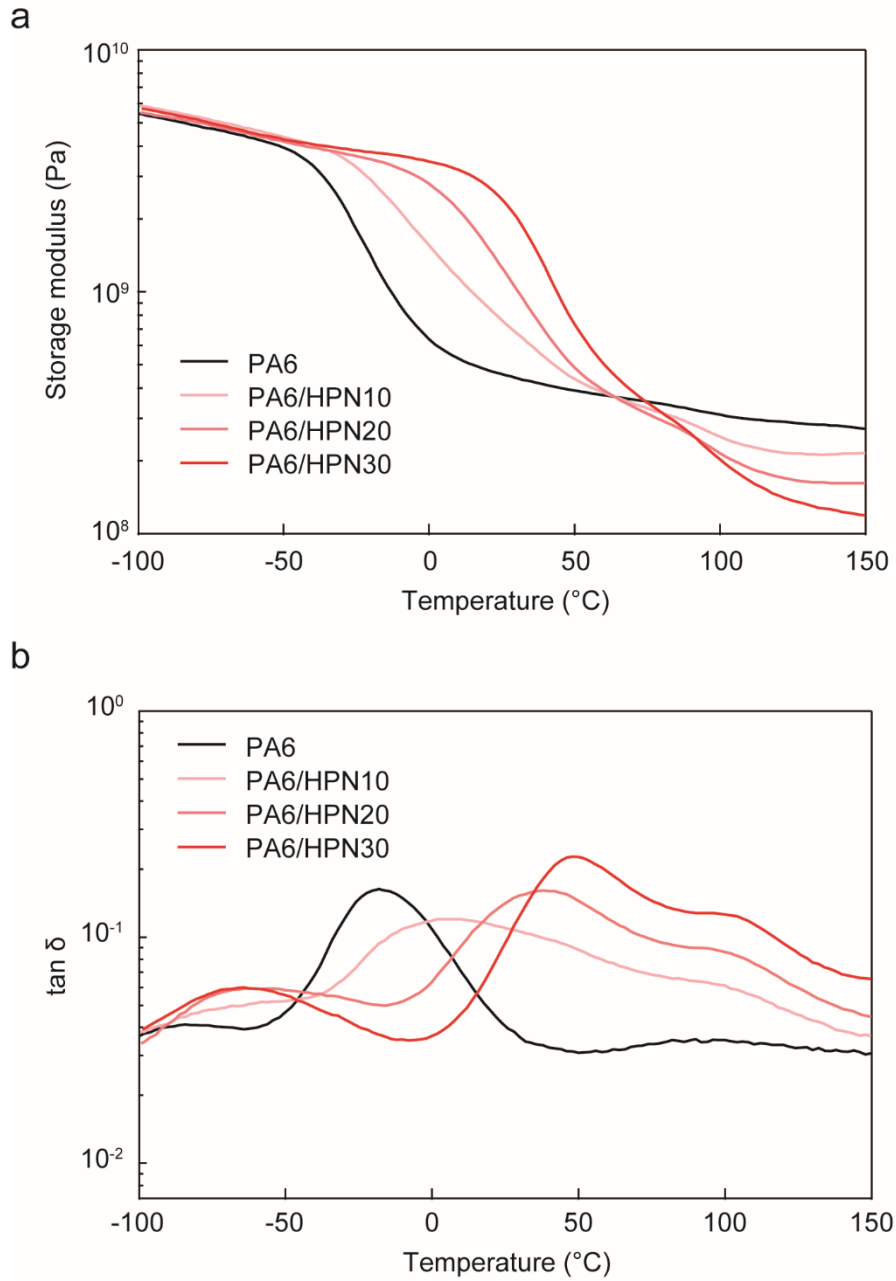 a
10¹⁰
10⁹
10⁸
Storage modulus (Pa)
PA6
PA6/HPN10
PA6/HPN20
PA6/HPN30
-100 -50 0 50 100 150
Temperature (°C)
b
10⁰
10⁻¹
10⁻²
tan δ
PA6
PA6/HPN10
PA6/HPN20
PA6/HPN30
-100 -50 0 50 100 150
Temperature (°C)